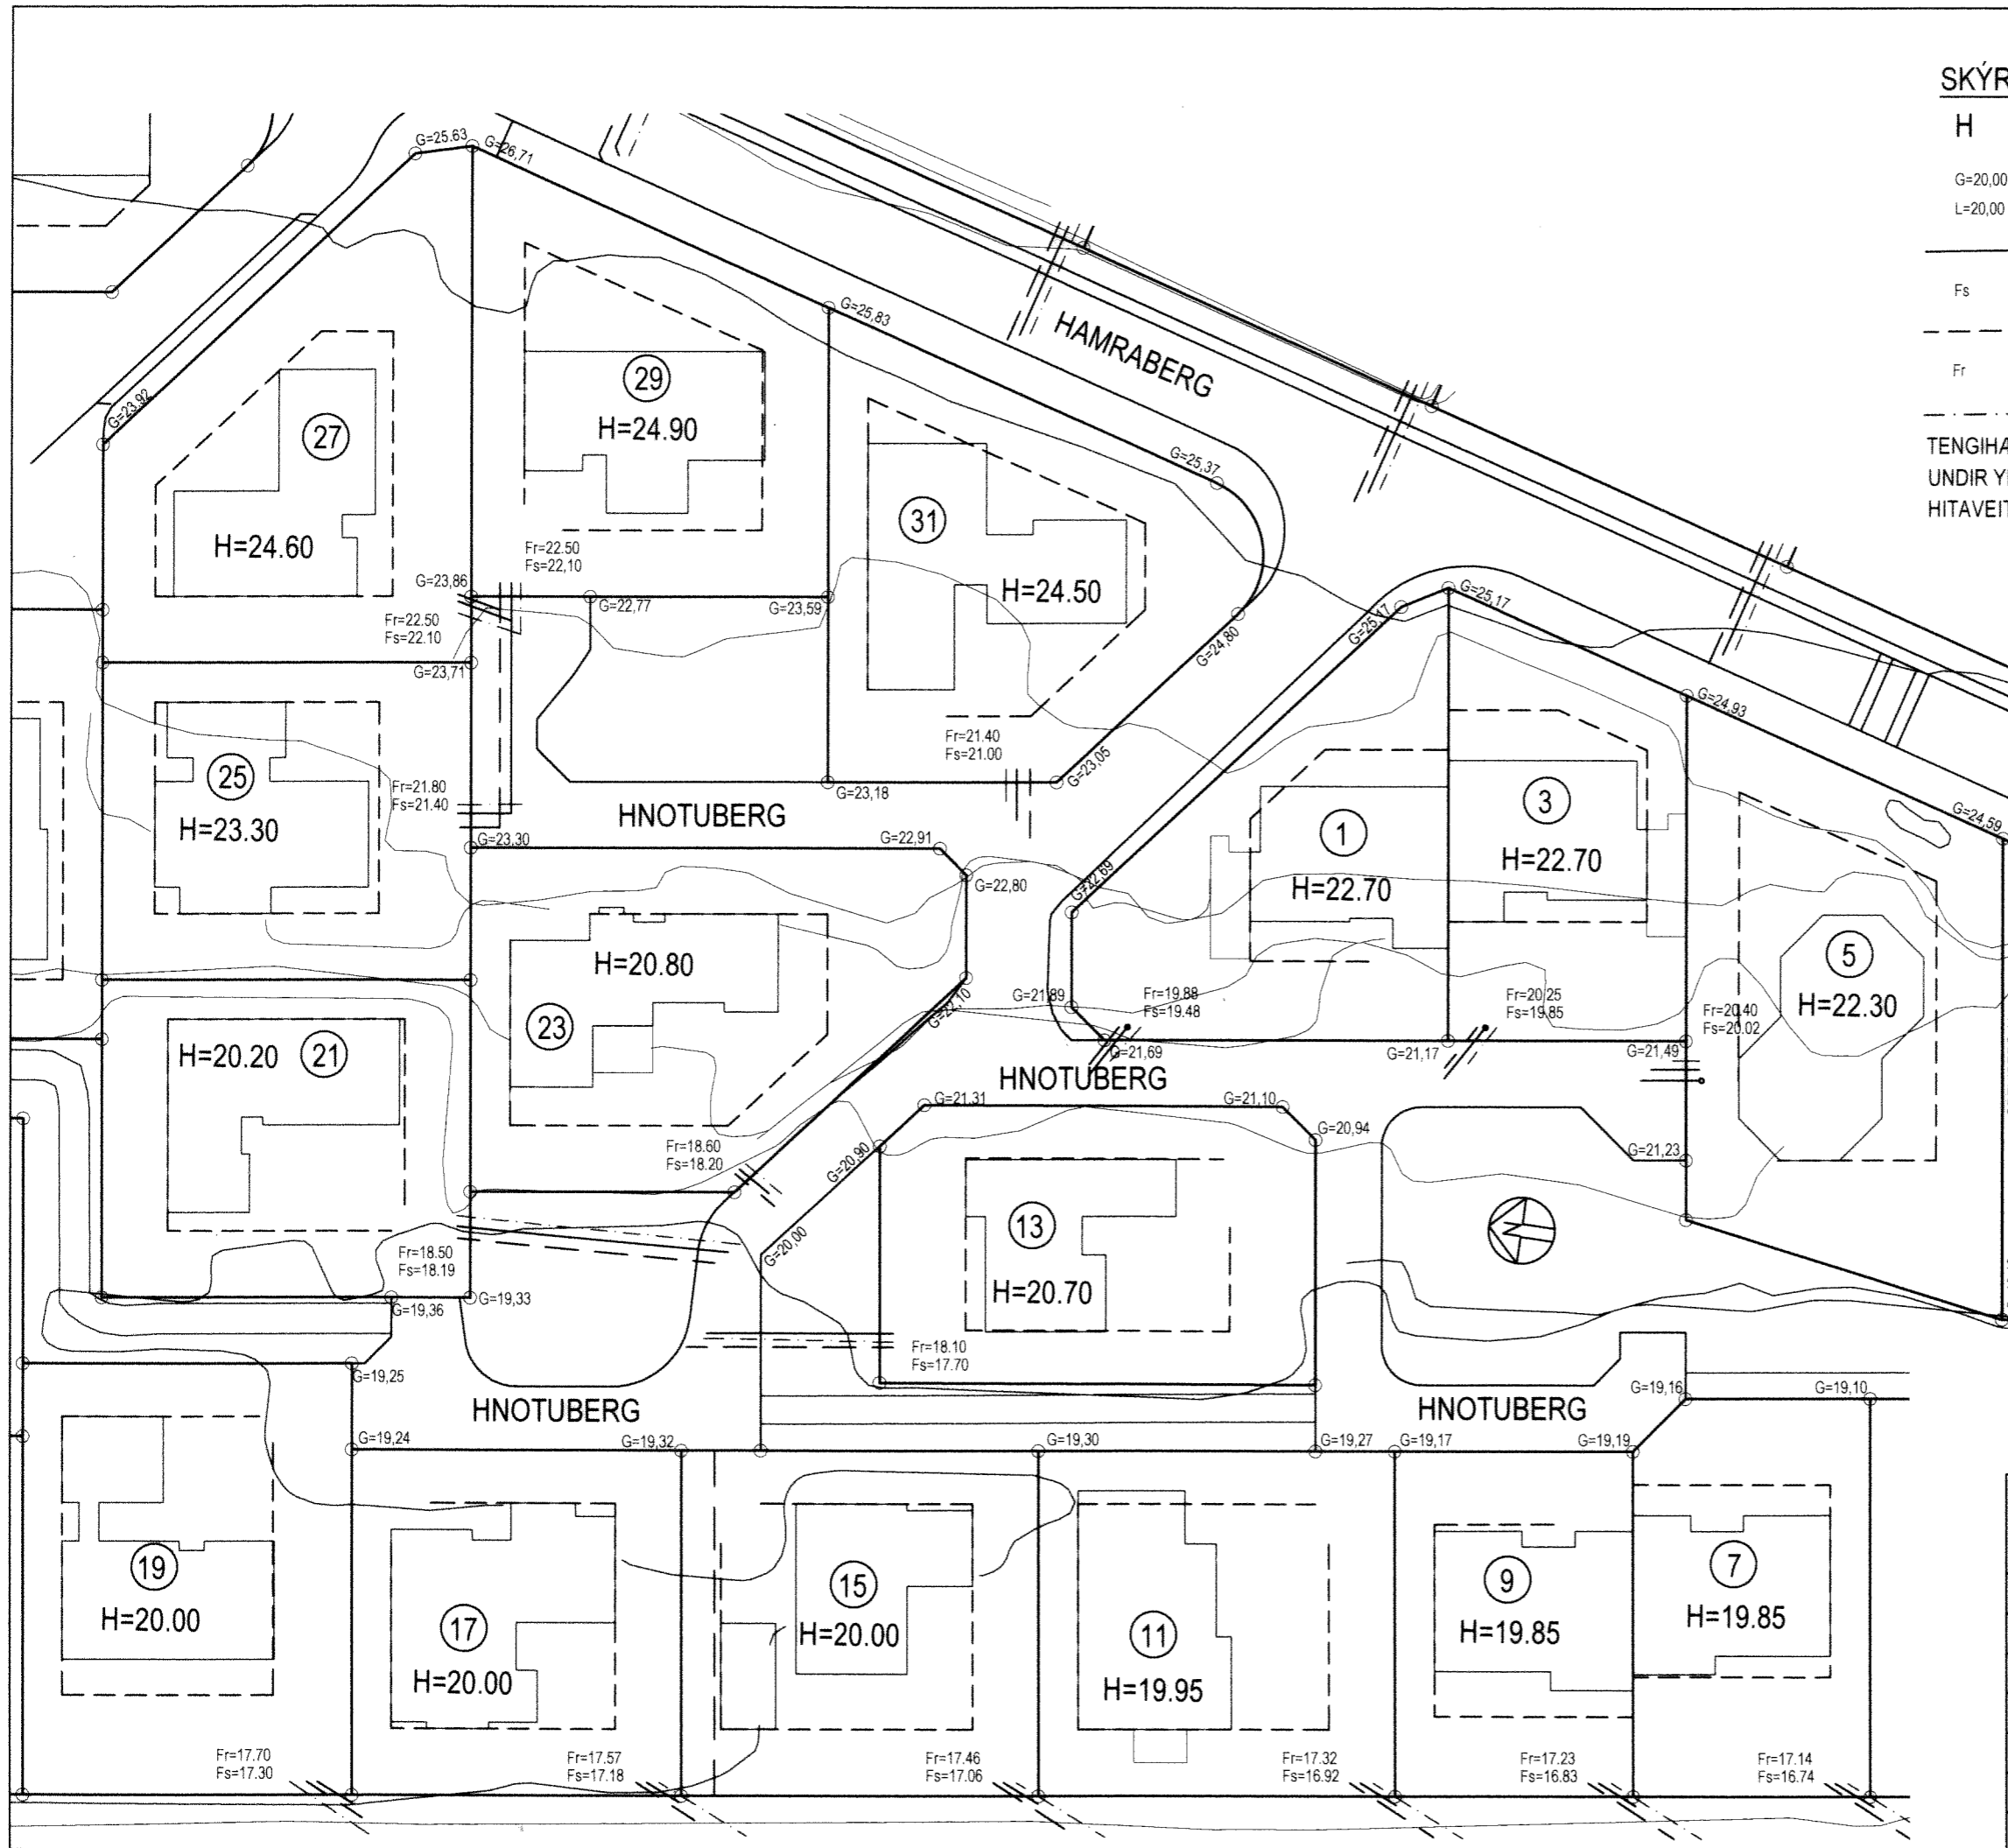 SKÝR
H
G=20,00
L=20,00
Fs
Fr
TENGIHA
UNDIR Y
HITAVEIT
G=25.63
G=26,71
G=25,83
HAMRABERG
G=23,92
27
H=24.60
29
H=24.90
31
H=24.50
G=25,37
Fr=22.50
Fs=22,10
G=23,86
G=22,77
G=23,59
Fr=22.50
Fs=22.10
G=23,71
G=24,80
G=25,17
G=25,17
G=24,93
G=24,59
25
H=23.30
Fr=21.80
Fs=21.40
HNOTUBERG
Fr=21.40
Fs=21.00
G=23,05
G=23,18
G=23,30
G=22,91
G=22,80
G=22,69
1
H=22.70
3
H=22.70
5
H=22.30
H=20.80
23
G=22,10
G=21,89
Fr=19.88
Fs=19.48
Fr=20.25
Fs=19.85
Fr=20.40
Fs=20.02
G=21,69
G=21,17
G=21,49
HNOTUBERG
H=20.20
21
G=21,31
G=21,10
G=20,94
G=21,23
Fr=18.60
Fs=18.20
G=20,90
G=20,00
13
H=20.70
N
Fr=18.50
Fs=18.19
G=19,36
G=19,33
Fr=18.10
Fs=17.70
G=19,25
HNOTUBERG
HNOTUBERG
G=19,16
G=19,10
G=19,24
G=19,32
G=19,30
G=19,27
G=19,17
G=19,19
19
H=20.00
17
H=20.00
15
H=20.00
11
H=19.95
9
H=19.85
7
H=19.85
Fr=17.70
Fs=17.30
Fr=17.57
Fs=17.18
Fr=17.46
Fs=17.06
Fr=17.32
Fs=16.92
Fr=17.23
Fs=16.83
Fr=17.14
Fs=16.74